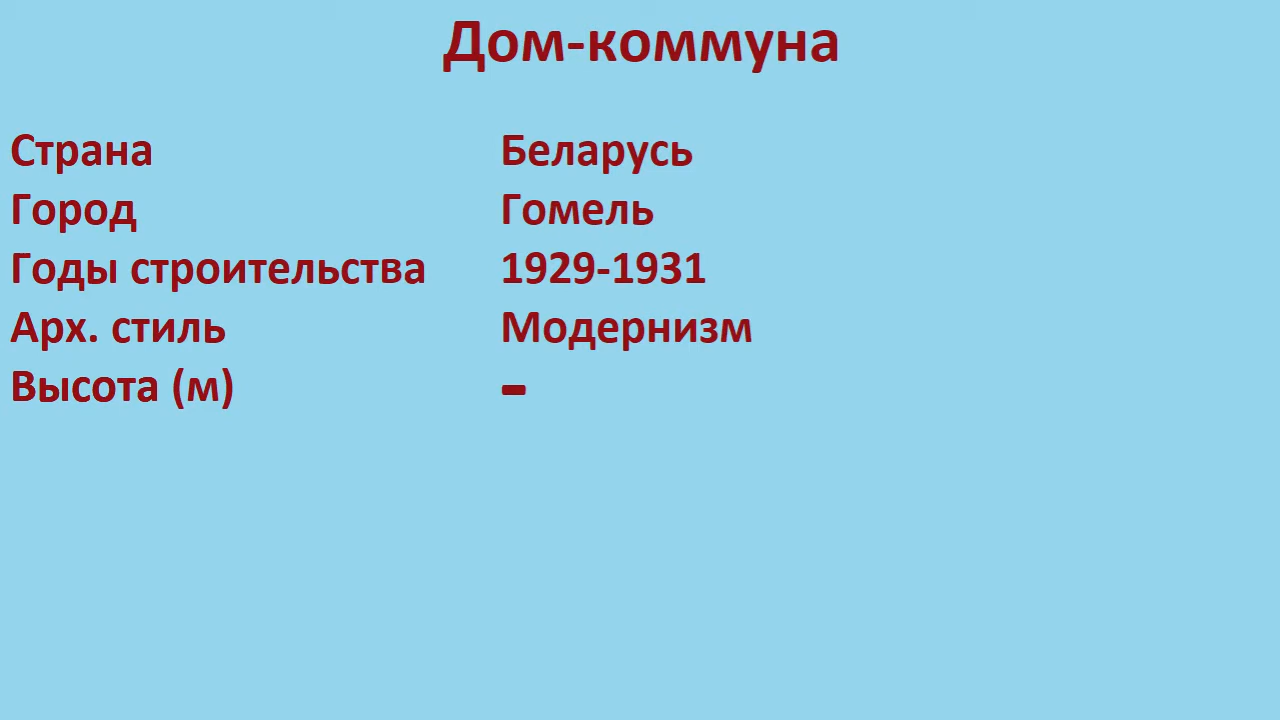 Дом-коммуна
Страна Беларусь
Город Гомель
Годы строительства 1929-1931
Арх. стиль Модернизм
Высота (м) -